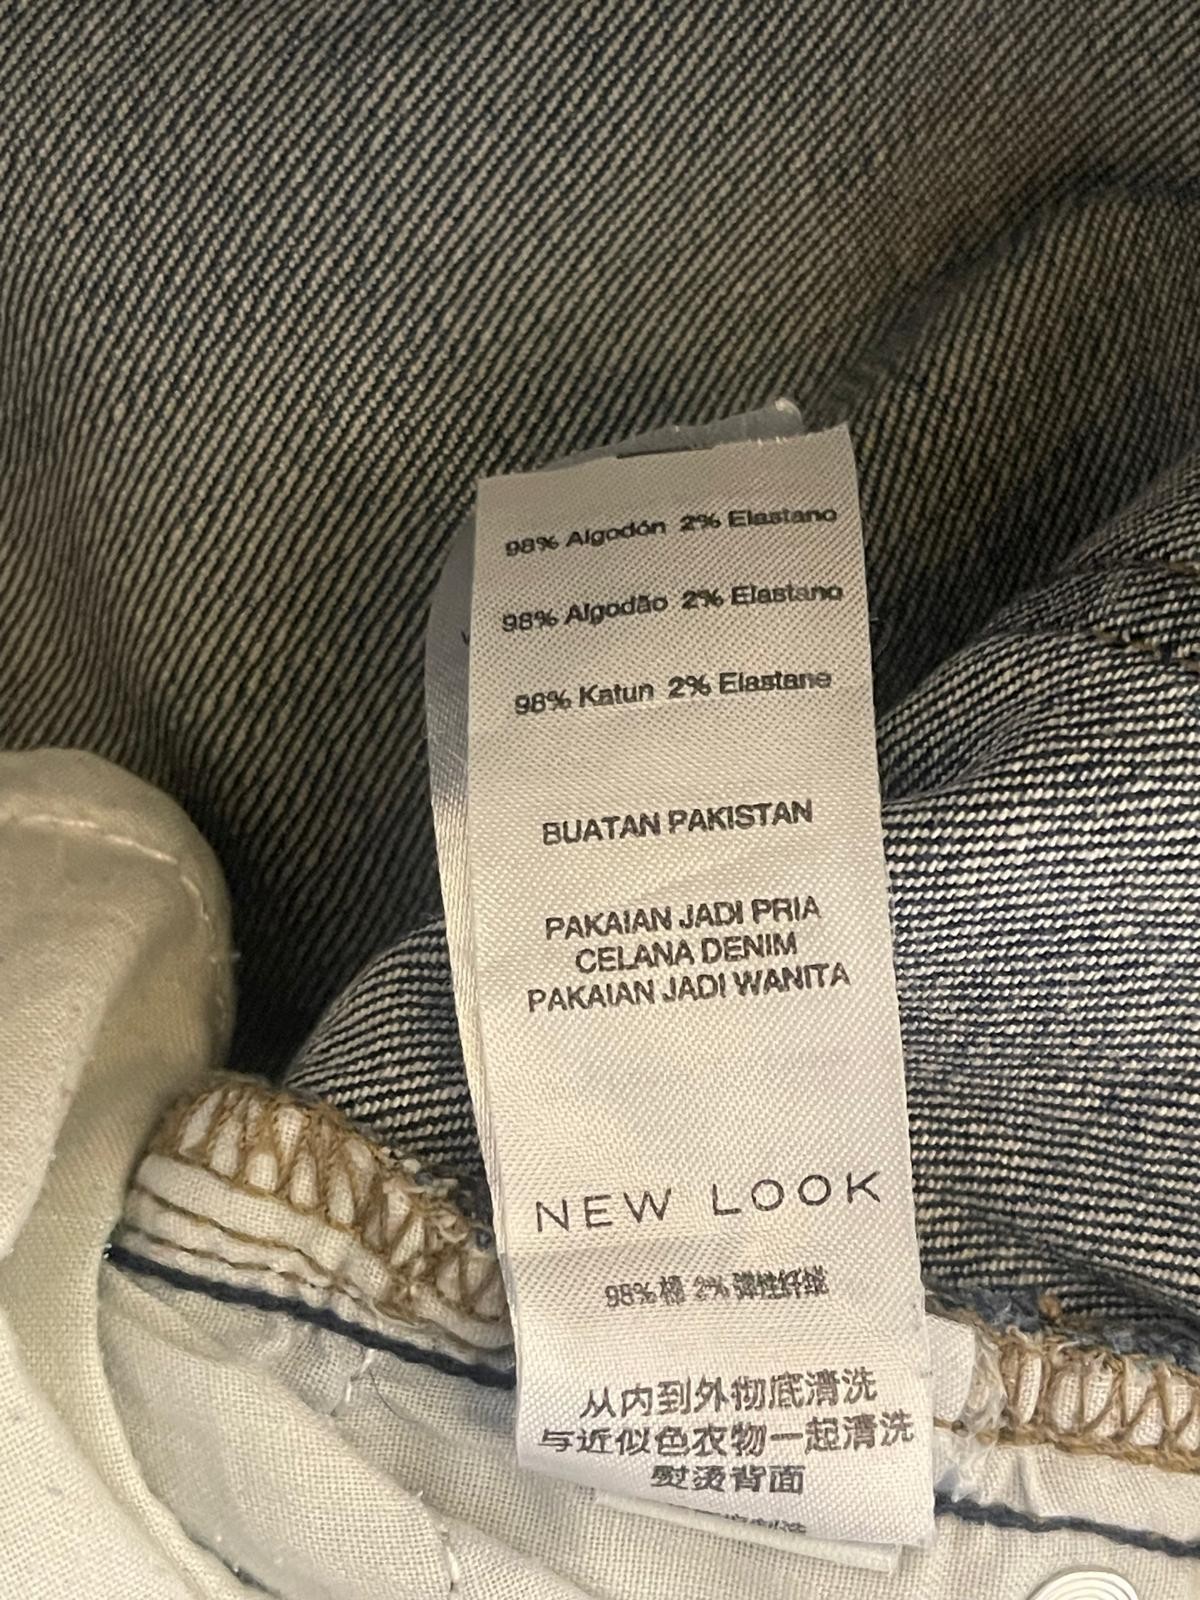 98% Algodón 2% Elastano
98% Algodão 2% Elastano
98% Katun 2% Elastane
BUATAN PAKISTAN
PAKAIAN JADI PRIA
CELANA DENIM
PAKAIAN JADI WANITA
NEW LOOK
98% 棉 2% 弹性纤维
从内到外彻底清洗
与近似色衣物一起清洗
熨烫背面